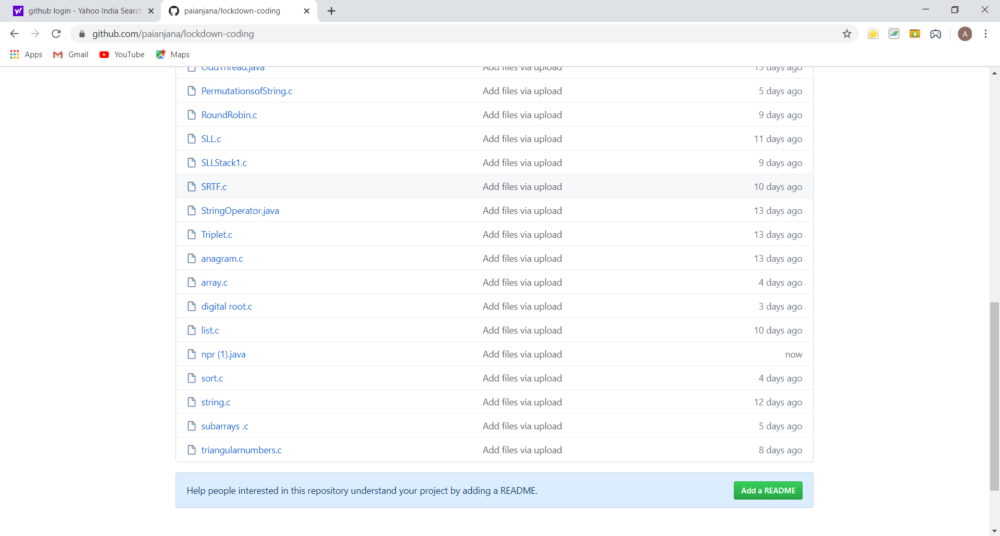 github login - Yahoo India Search
paianjana/lockdown-coding
github.com/paianjana/lockdown-coding
A
Apps Gmail YouTube Maps
OddThread.java Add files via upload 13 days ago
PermutationsofString.c Add files via upload 5 days ago
RoundRobin.c Add files via upload 9 days ago
SLL.c Add files via upload 11 days ago
SLLStack1.c Add files via upload 9 days ago
SRTF.c Add files via upload 10 days ago
StringOperator.java Add files via upload 13 days ago
Triplet.c Add files via upload 13 days ago
anagram.c Add files via upload 13 days ago
array.c Add files via upload 4 days ago
digital root.c Add files via upload 3 days ago
list.c Add files via upload 10 days ago
npr (1).java Add files via upload now
sort.c Add files via upload 4 days ago
string.c Add files via upload 12 days ago
subarrays .c Add files via upload 5 days ago
triangularnumbers.c Add files via upload 8 days ago
Help people interested in this repository understand your project by adding a README. Add a README